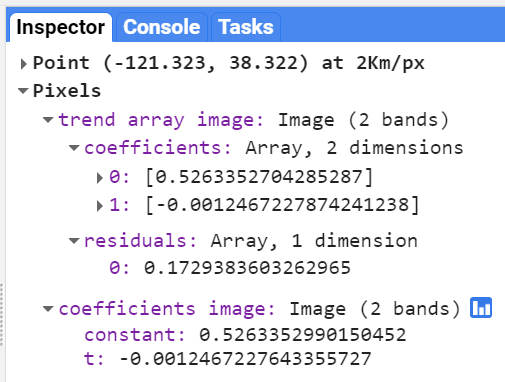 Inspector Console Tasks
Point (-121.323, 38.322) at 2Km/px
Pixels
trend array image: Image (2 bands)
coefficients: Array, 2 dimensions
0: [0.5263352704285287]
1: [-0.0012467227874241238]
residuals: Array, 1 dimension
0: 0.1729383603262965
coefficients image: Image (2 bands)
constant: 0.5263352990150452
t: -0.0012467227643355727